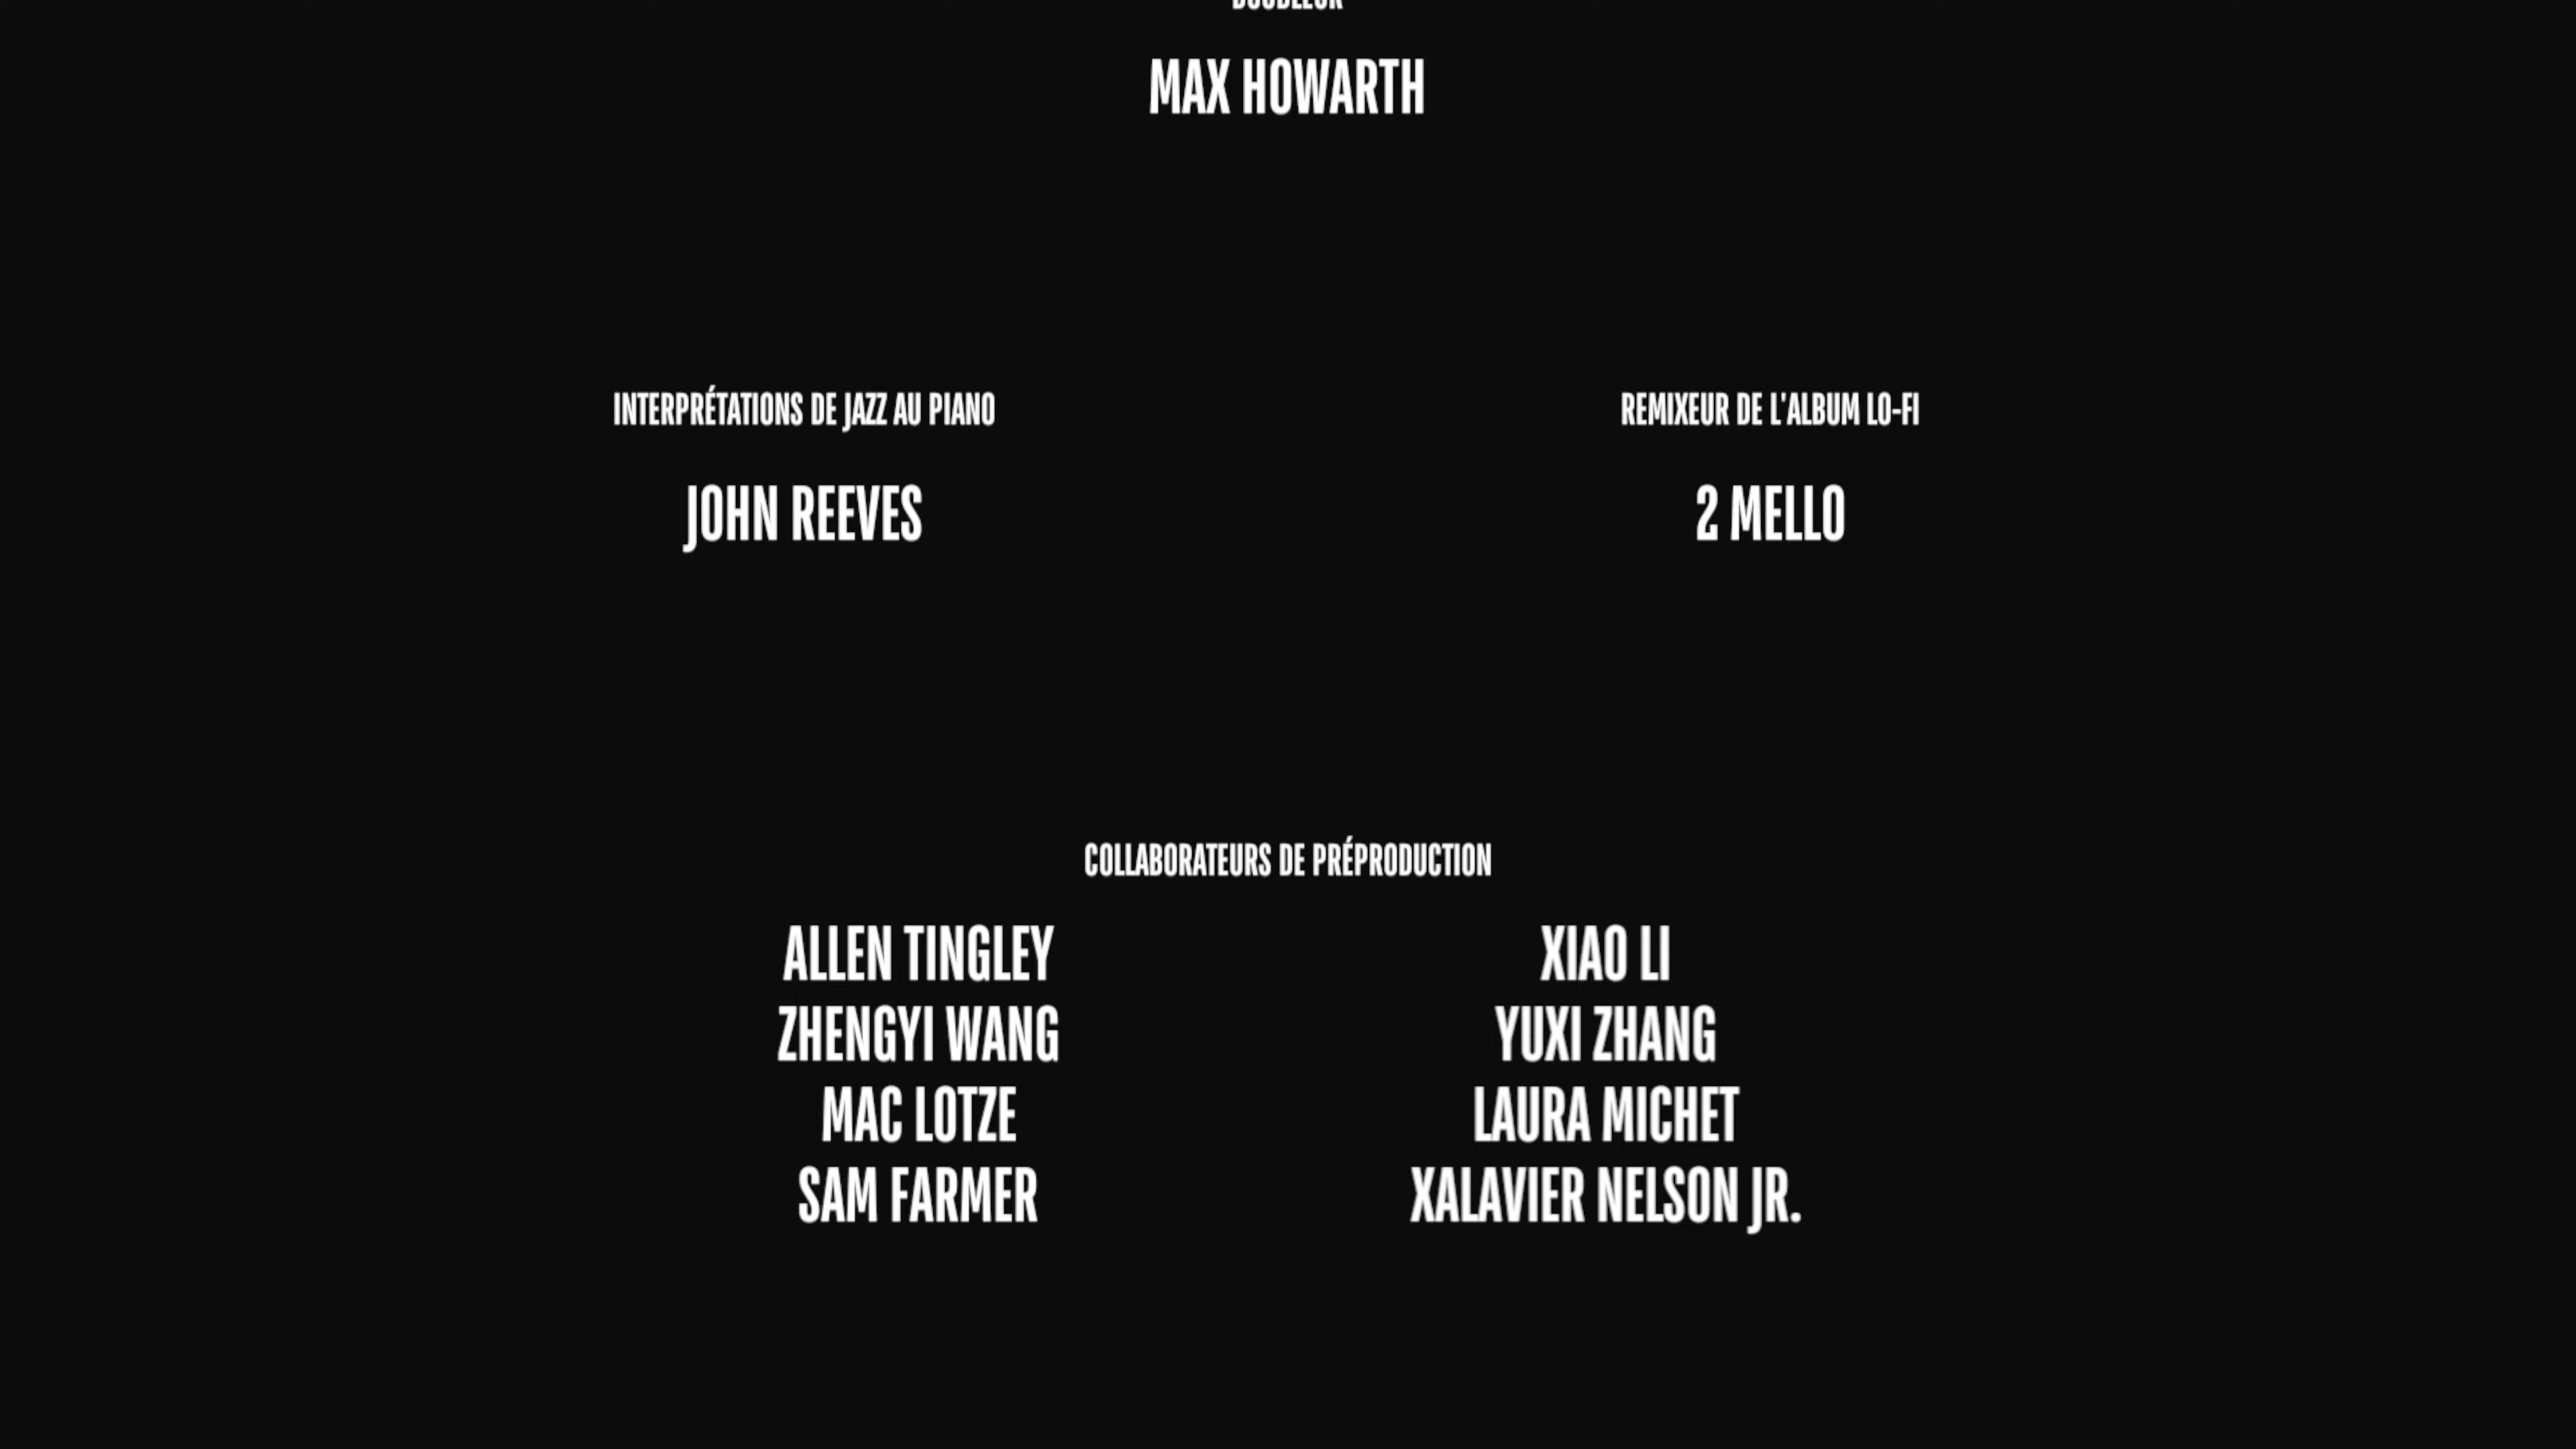 DOUBLEUR
MAX HOWARTH
INTERPRÉTATIONS DE JAZZ AU PIANO
JOHN REEVES
REMIXEUR DE L'ALBUM LO-FI
2 MELLO
COLLABORATEURS DE PRÉPRODUCTION
ALLEN TINGLEY
ZHENGYI WANG
MAC LOTZE
SAM FARMER
XIAO LI
YUXI ZHANG
LAURA MICHET
XALAVIER NELSON JR.